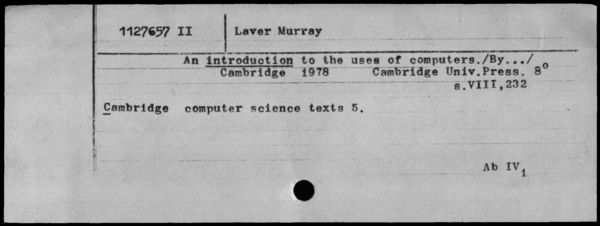 1127657 II Laver Murray
An introduction to the uses of computers./By.../
Cambridge 1978 Cambridge Univ.Press. 8°
s.VIII,232
Cambridge computer science texts 5.
Ab IV1